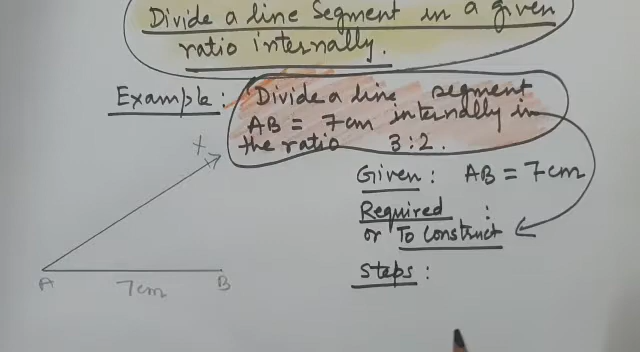 Divide a line Segment in a given
ratio internally.
Example: Divide a line segment
AB = 7cm internally in
the ratio 3:2.
X
Given: AB = 7cm
Required :
or To Construct
Steps:
A 7cm B